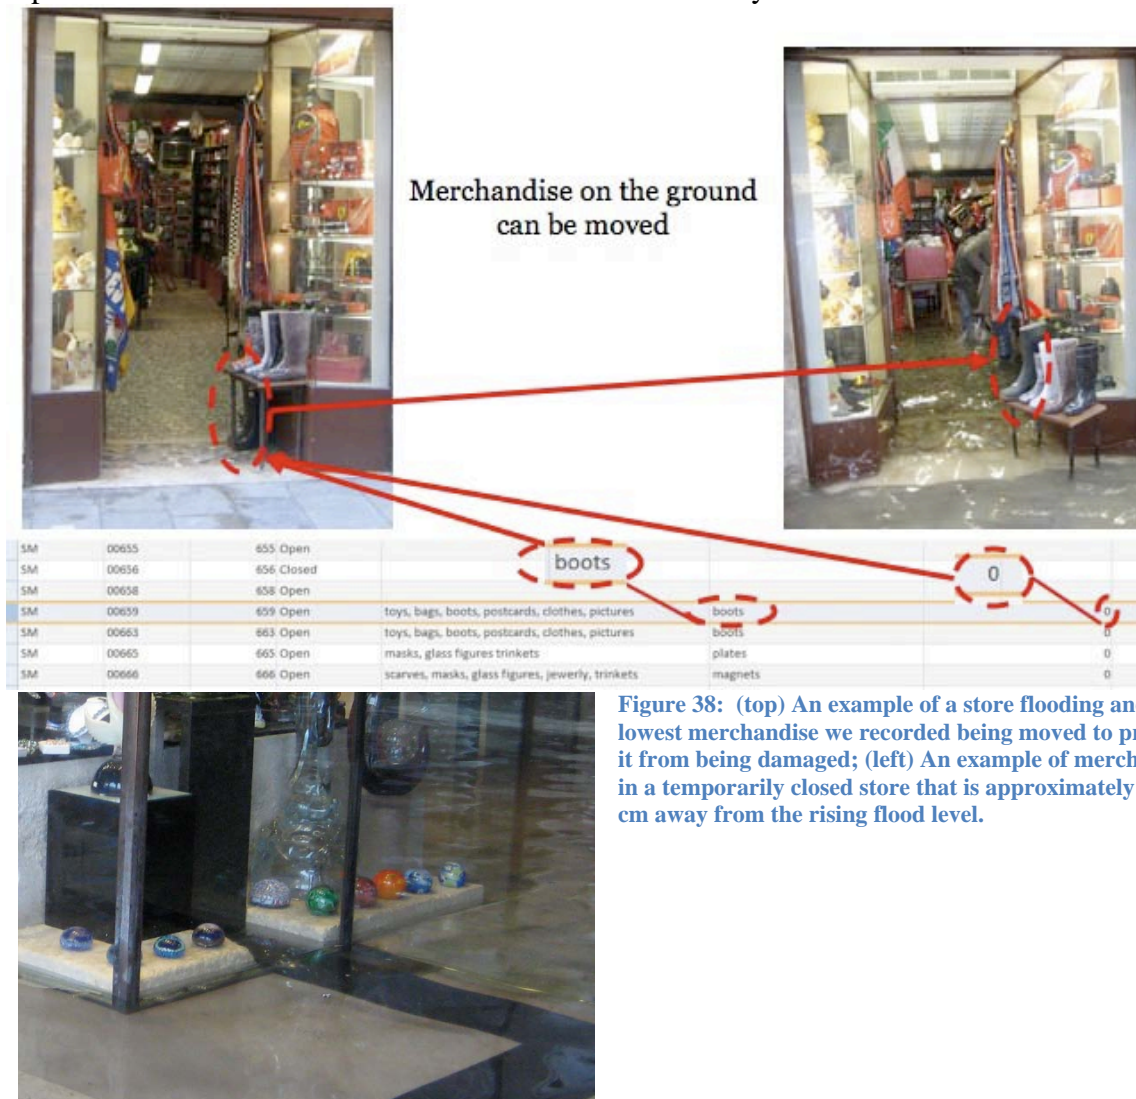 Merchandise on the ground
can be moved
SM 00655 655 Open
SM 00656 656 Closed
SM 00658 658 Open
SM 00659 659 Open toys, bags, boots, postcards, clothes, pictures boots 0
SM 00663 663 Open toys, bags, boots, postcards, clothes, pictures boots 0
SM 00665 665 Open masks, glass figures trinkets plates 0
SM 00666 666 Open scarves, masks, glass figures, jewerly, trinkets magnets 0
boots
0
Figure 38: (top) An example of a store flooding an
lowest merchandise we recorded being moved to pr
it from being damaged; (left) An example of merch
in a temporarily closed store that is approximately
cm away from the rising flood level.